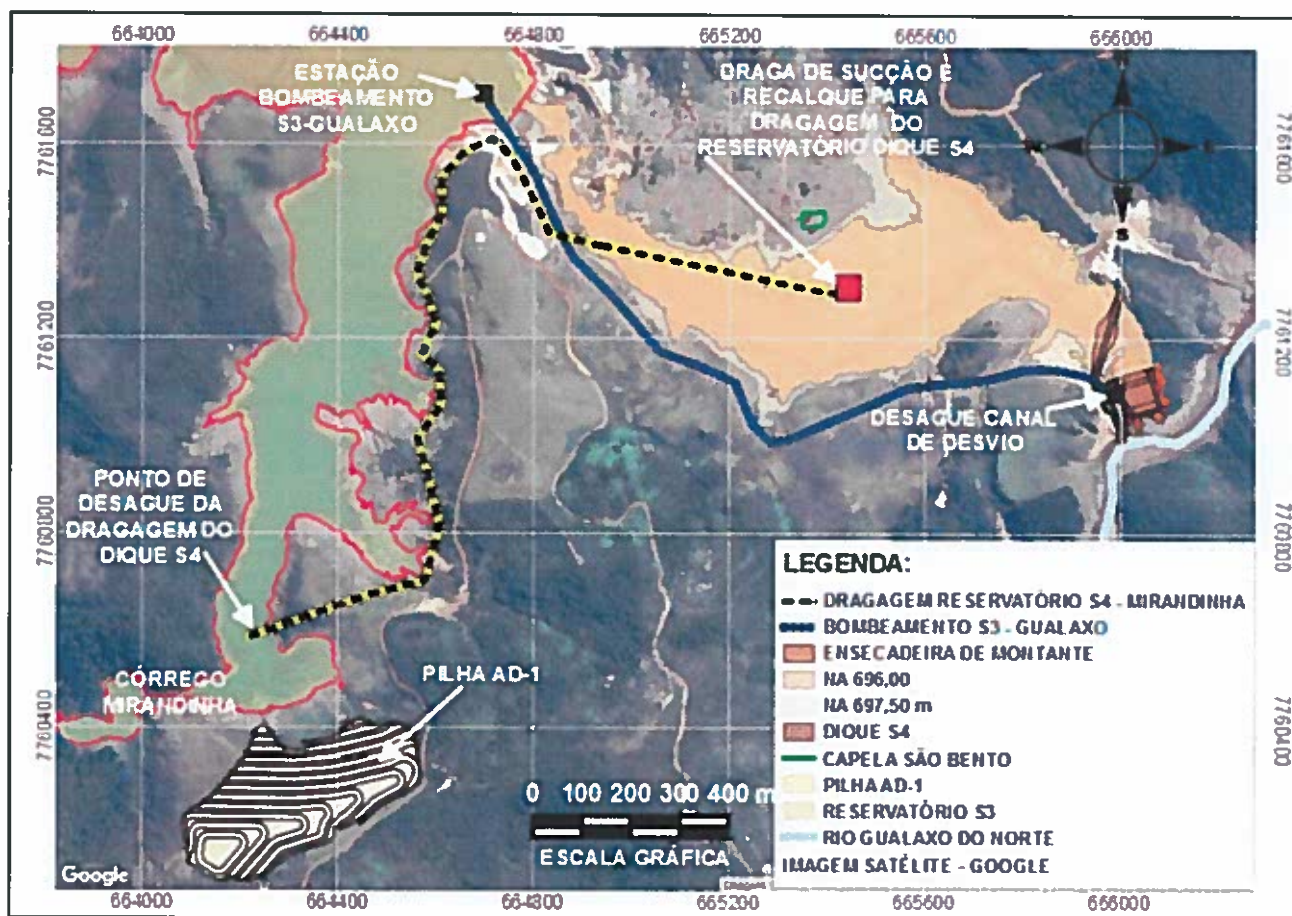 664000 664400 664800 665200 665600 666000
ESTAÇÃO
BOMBEAMENTO
S3-GUALAXO
DRAGA DE SUCÇÃO E
RECALQUE PARA
DRAGAGEM DO
RESERVATÓRIO DIQUE S4
7761600
7761600
S
7761200
7761200
DESAGUE CANAL
DE DESVIO
PONTO DE
DESAGUE DA
DRAGAGEM DO
DIQUE S4
7760800
7760800
CÓRREGO
MIRANDINHA
PILHA AD-1
7760400
7760400
0 100 200 300 400 m
ESCALA GRÁFICA
LEGENDA:
DRAGAGEM RESERVATÓRIO S4 - MIRANDINHA
BOMBEAMENTO S3 - GUALAXO
ENSECADEIRA DE MONTANTE
NA 696,00
NA 697,50 m
DIQUE S4
CAPELA SÃO BENTO
PILHA AD-1
RESERVATÓRIO S3
RIO GUALAXO DO NORTE
IMAGEM SATÉLITE - GOOGLE
Google
664000 664400 664800 665200 665600 666000